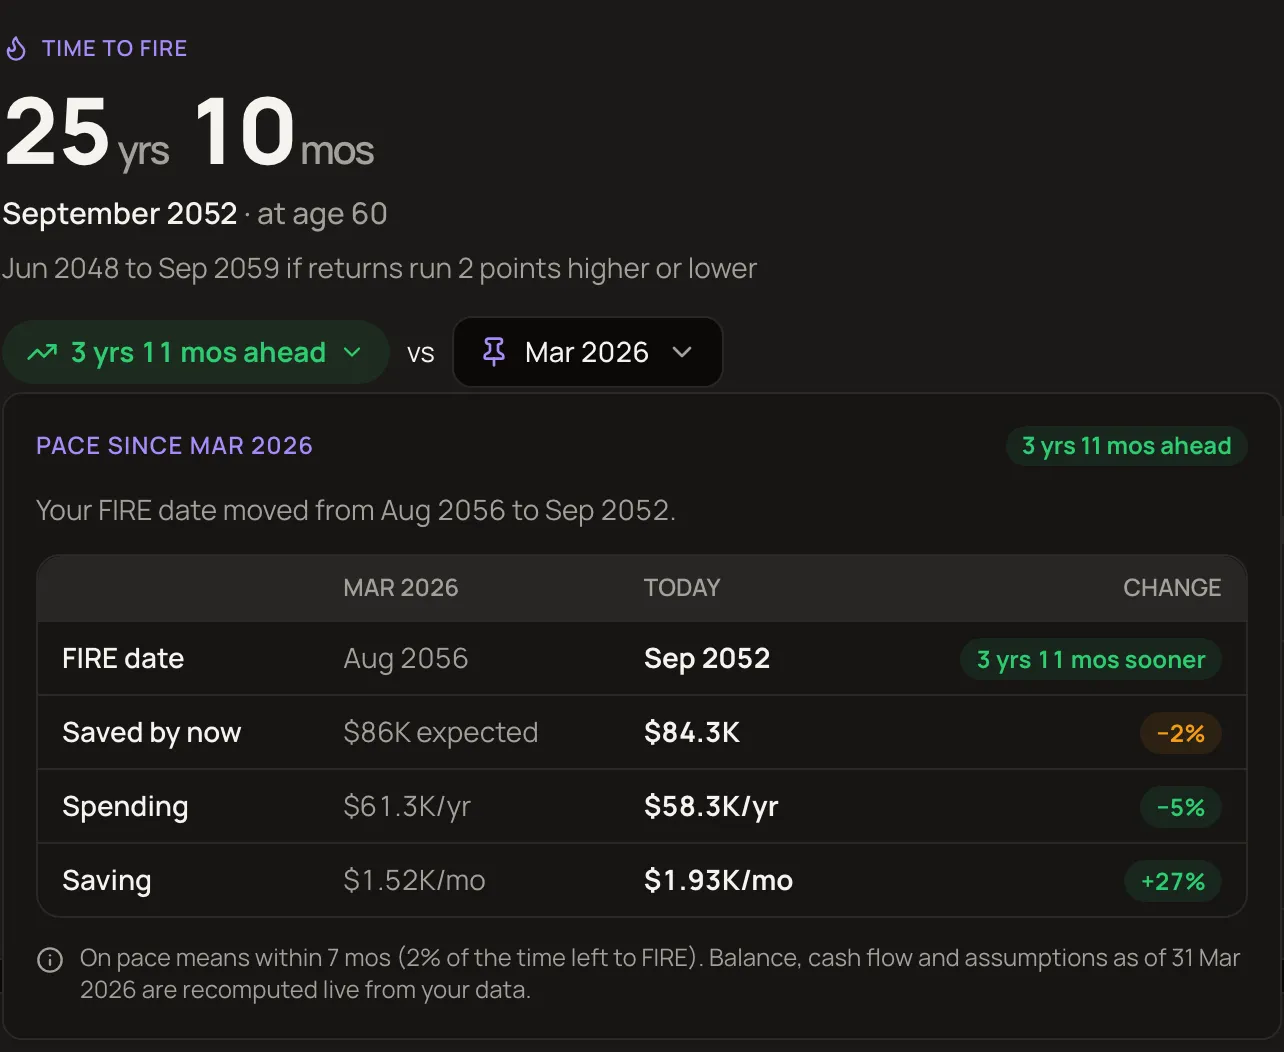 TIME TO FIRE
25 yrs 10 mos
September 2052 · at age 60
Jun 2048 to Sep 2059 if returns run 2 points higher or lower
3 yrs 11 mos ahead vs Mar 2026
PACE SINCE MAR 2026 3 yrs 11 mos ahead
Your FIRE date moved from Aug 2056 to Sep 2052.
MAR 2026 TODAY CHANGE
FIRE date Aug 2056 Sep 2052 3 yrs 11 mos sooner
Saved by now $86K expected $84.3K −2%
Spending $61.3K/yr $58.3K/yr −5%
Saving $1.52K/mo $1.93K/mo +27%
On pace means within 7 mos (2% of the time left to FIRE). Balance, cash flow and assumptions as of 31 Mar
2026 are recomputed live from your data.